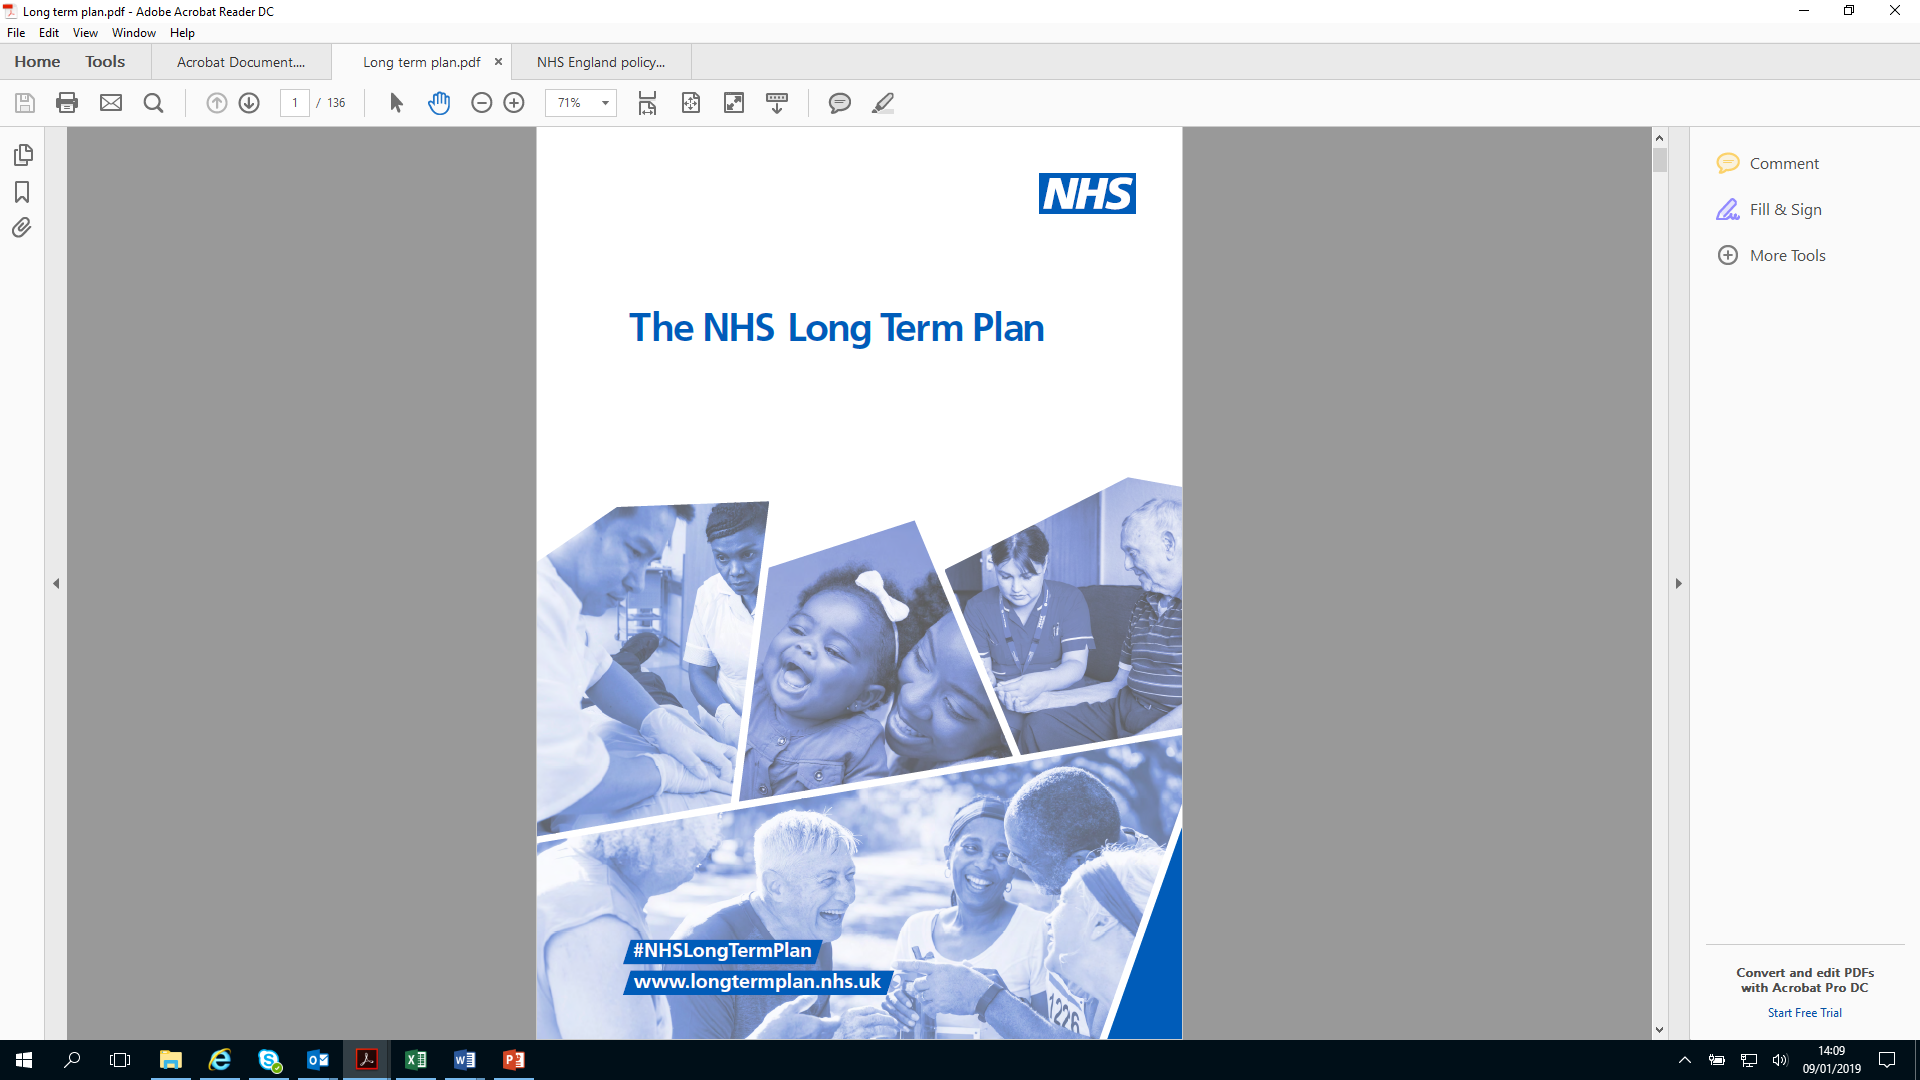 Long term plan.pdf - Adobe Acrobat Reader DC
File Edit View Window Help
Home Tools Acrobat Document.... Long term plan.pdf × NHS England policy...
1 / 136 71%
NHS
The NHS Long Term Plan
1226
#NHSLongTermPlan
www.longtermplan.nhs.uk
Comment
Fill & Sign
More Tools
Convert and edit PDFs
with Acrobat Pro DC
Start Free Trial
14:09
09/01/2019